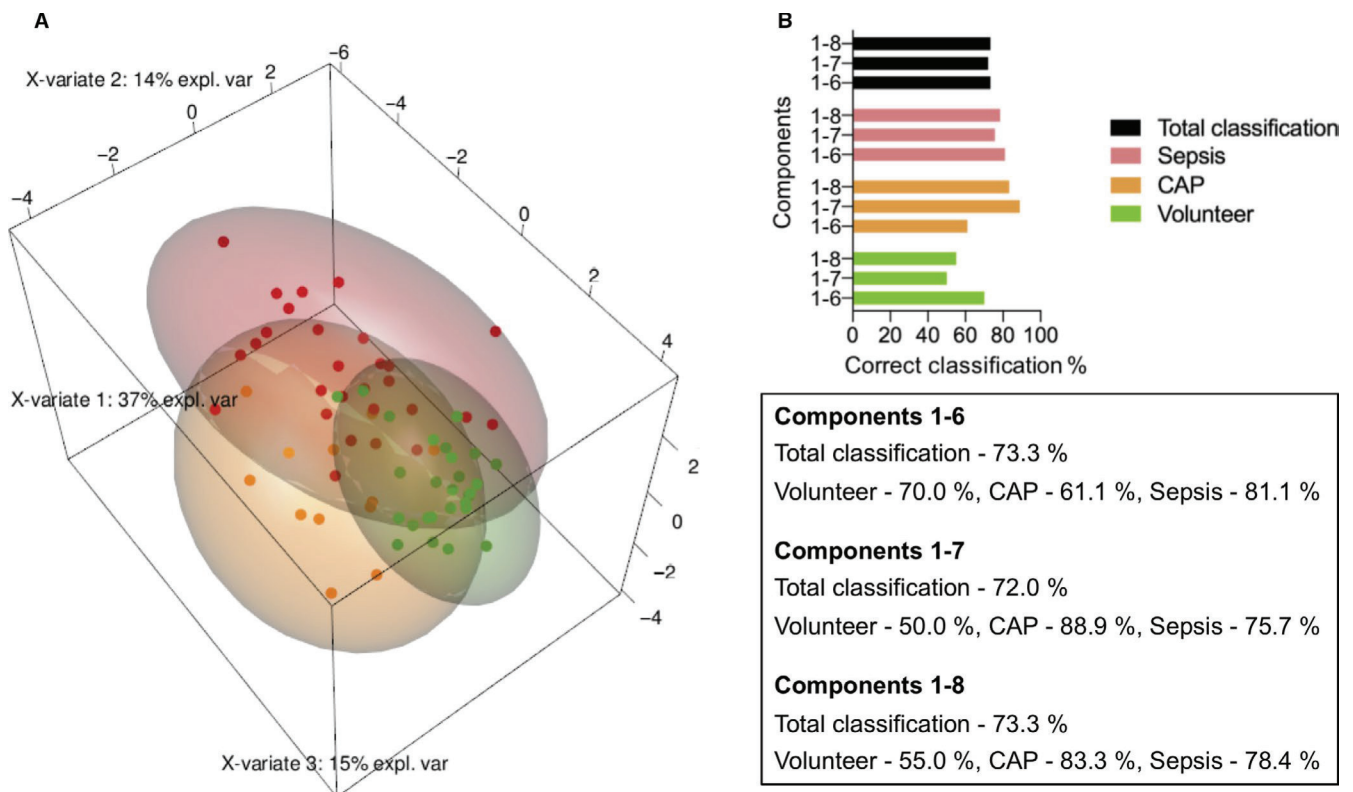 A
X-variate 2: 14% expl. var
−4
−2
0
2
−6
−4
−2
0
2
4
X-variate 1: 37% expl. var
2
0
−2
−4
X-variate 3: 15% expl. var
B
Components
1-8
1-7
1-6
1-8
1-7
1-6
1-8
1-7
1-6
1-8
1-7
1-6
0 20 40 60 80 100
Correct classification %
Total classification
Sepsis
CAP
Volunteer
Components 1-6
Total classification - 73.3 %
Volunteer - 70.0 %, CAP - 61.1 %, Sepsis - 81.1 %
Components 1-7
Total classification - 72.0 %
Volunteer - 50.0 %, CAP - 88.9 %, Sepsis - 75.7 %
Components 1-8
Total classification - 73.3 %
Volunteer - 55.0 %, CAP - 83.3 %, Sepsis - 78.4 %